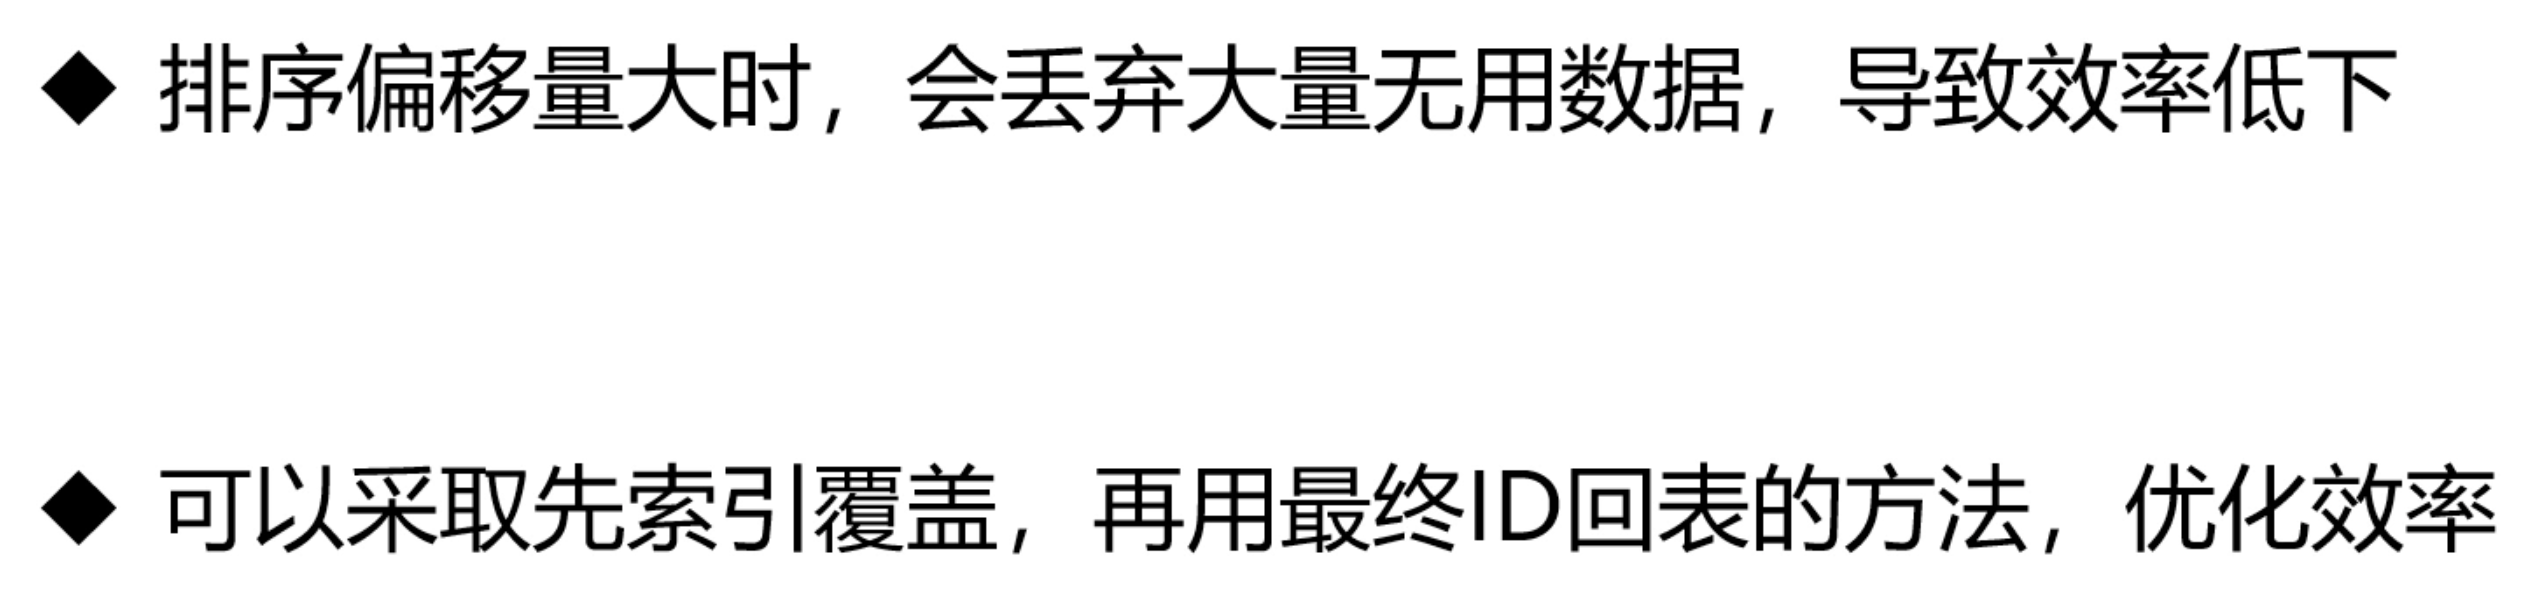 ◆ 排序偏移量大时，会丢弃大量无用数据，导致效率低下
◆ 可以采取先索引覆盖，再用最终ID回表的方法，优化效率